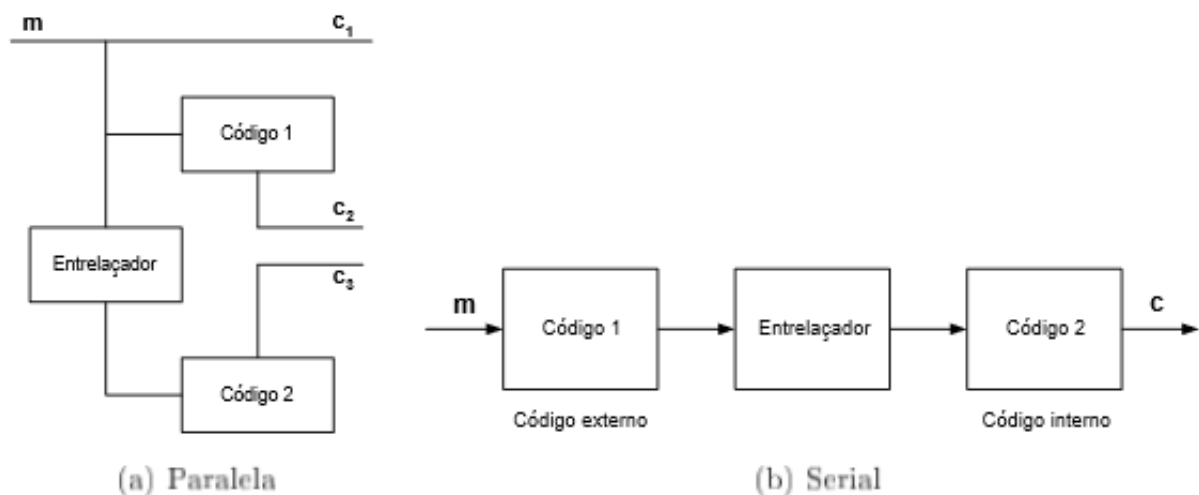 m
c1
Código 1
c2
Entrelaçador
c3
Código 2
(a) Paralela
m
Código 1
Entrelaçador
Código 2
c
Código externo
Código interno
(b) Serial